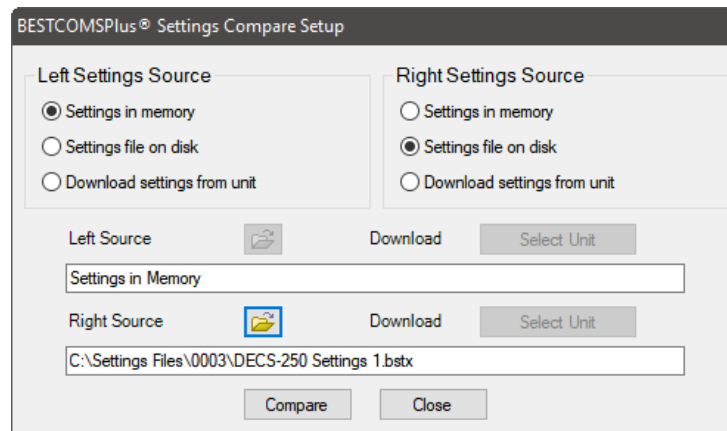 BESTCOMSPlus® Settings Compare Setup
Left Settings Source
Settings in memory
Settings file on disk
Download settings from unit
Right Settings Source
Settings in memory
Settings file on disk
Download settings from unit
Left Source Download Select Unit
Settings in Memory
Right Source Download Select Unit
C:\Settings Files\0003\DECS-250 Settings 1.bstx
Compare Close